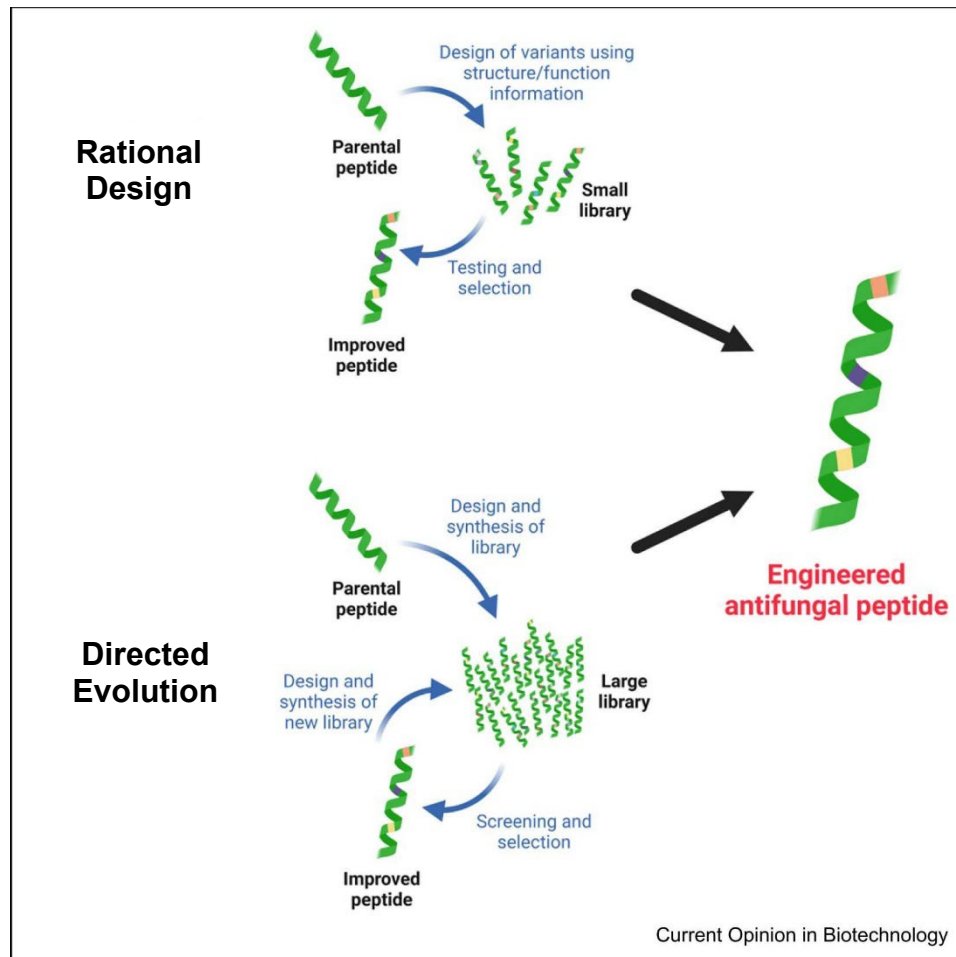 Rational
Design
Parental
peptide
Design of variants using
structure/function
information
Small
library
Testing and
selection
Improved
peptide
Directed
Evolution
Parental
peptide
Design and
synthesis of
library
Large
library
Design and
synthesis of
new library
Screening and
selection
Improved
peptide
Engineered
antifungal peptide
Current Opinion in Biotechnology